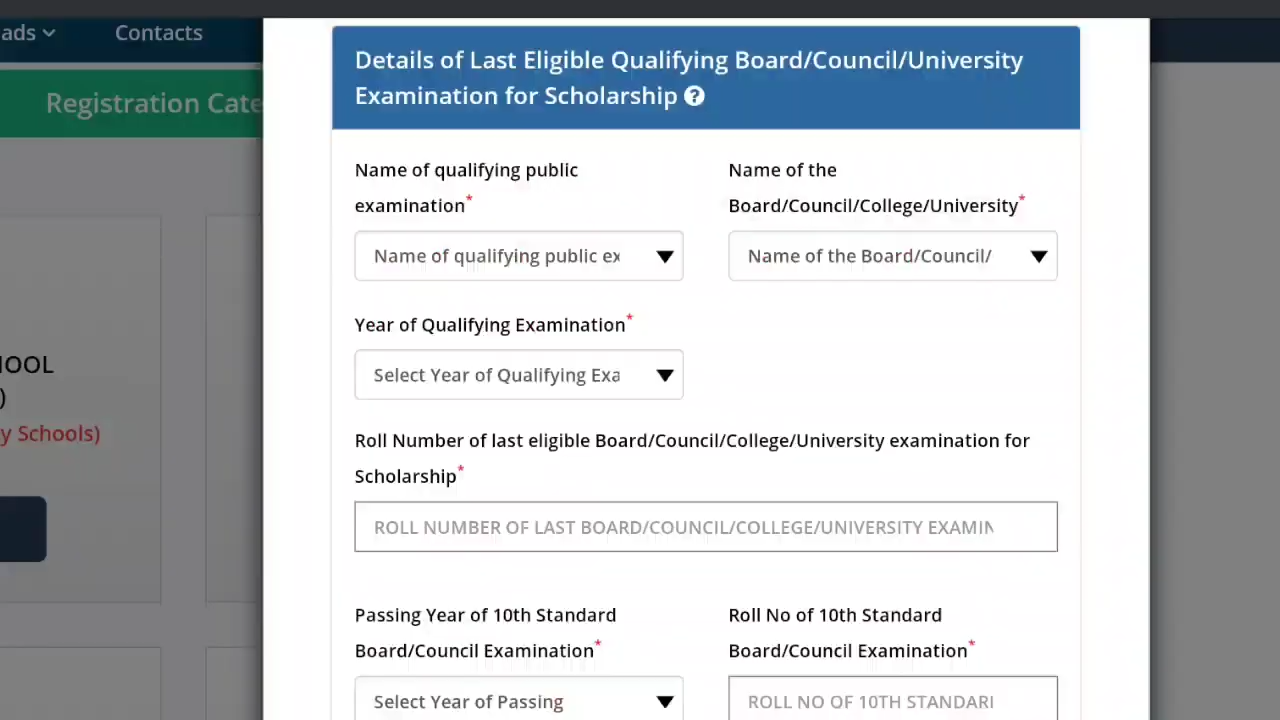 ads
Contacts
Registration Cate
HOOL
)
y Schools)
Details of Last Eligible Qualifying Board/Council/University
Examination for Scholarship ?
Name of qualifying public
examination*
Name of the
Board/Council/College/University*
Name of qualifying public ex
Name of the Board/Council/
Year of Qualifying Examination*
Select Year of Qualifying Exa
Roll Number of last eligible Board/Council/College/University examination for
Scholarship*
ROLL NUMBER OF LAST BOARD/COUNCIL/COLLEGE/UNIVERSITY EXAMIN
Passing Year of 10th Standard
Board/Council Examination*
Roll No of 10th Standard
Board/Council Examination*
Select Year of Passing
ROLL NO OF 10TH STANDARI